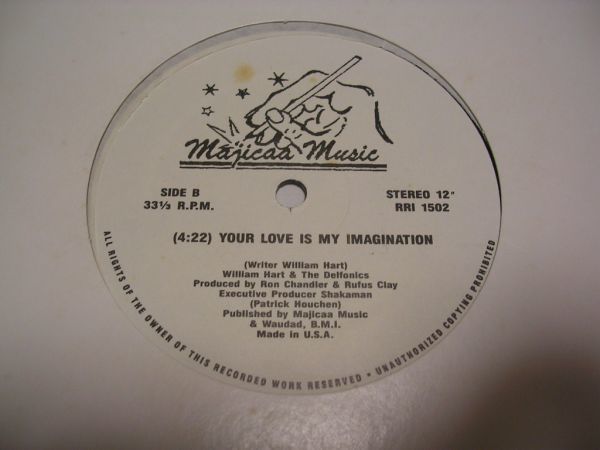 Majicaa Music
SIDE B
33⅓ R.P.M.
STEREO 12"
RRI 1502
(4:22) YOUR LOVE IS MY IMAGINATION
(Writer William Hart)
William Hart & The Delfonics
Produced by Ron Chandler & Rufus Clay
Executive Producer Shakaman
(Patrick Houchen)
Published by Majicaa Music
& Waudad, B.M.I.
Made in U.S.A.
ALL RIGHTS OF THE OWNER OF THIS RECORDED WORK RESERVED • UNAUTHORIZED COPYING PROHIBITED